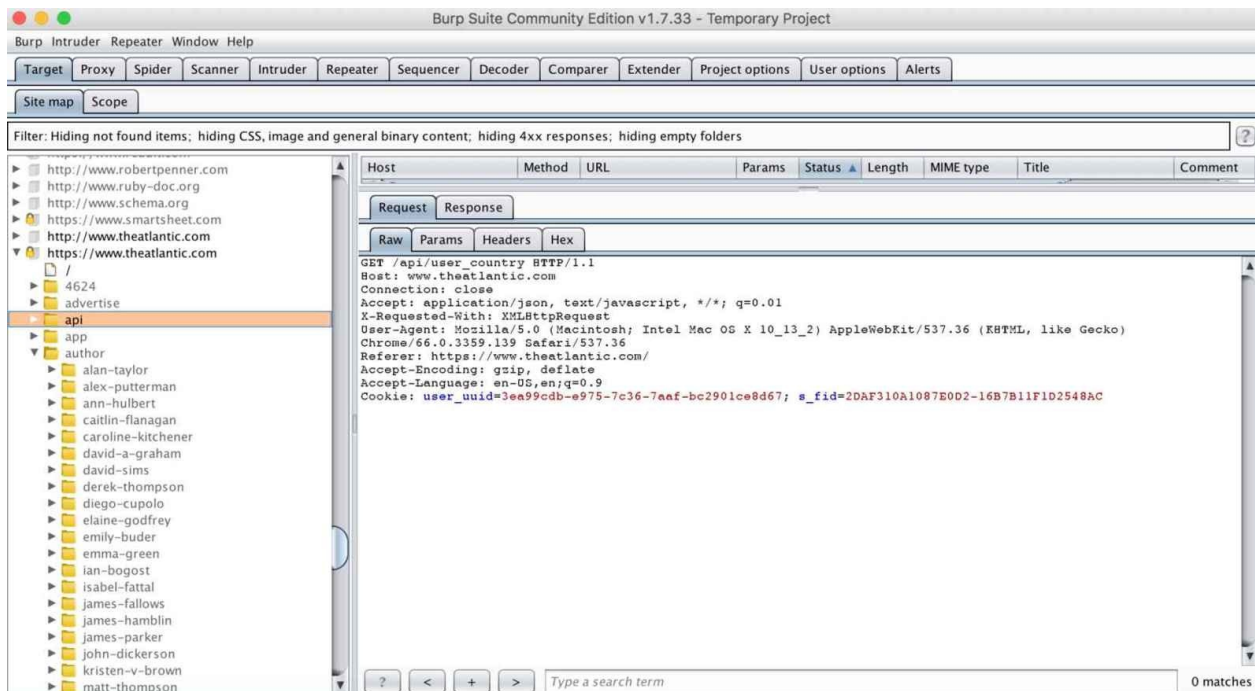 Burp Suite Community Edition v1.7.33 - Temporary Project
Burp Intruder Repeater Window Help
Target Proxy Spider Scanner Intruder Repeater Sequencer Decoder Comparer Extender Project options User options Alerts
Site map Scope
Filter: Hiding not found items; hiding CSS, image and general binary content; hiding 4xx responses; hiding empty folders ?
http://www.robertpenner.com
http://www.ruby-doc.org
http://www.schema.org
https://www.smartsheet.com
http://www.theatlantic.com
https://www.theatlantic.com
/
4624
advertise
api
app
author
alan-taylor
alex-putterman
ann-hulbert
caitlin-flanagan
caroline-kitchener
david-a-graham
david-sims
derek-thompson
diego-cupolo
elaine-godfrey
emily-buder
emma-green
ian-bogost
isabel-fattal
james-fallows
james-hamblin
james-parker
john-dickerson
kristen-v-brown
matt-thompson
Host Method URL Params Status Length MIME type Title Comment
Request Response
Raw Params Headers Hex
GET /api/user_country HTTP/1.1
Host: www.theatlantic.com
Connection: close
Accept: application/json, text/javascript, */*; q=0.01
X-Requested-With: XMLHttpRequest
User-Agent: Mozilla/5.0 (Macintosh; Intel Mac OS X 10_13_2) AppleWebKit/537.36 (KHTML, like Gecko)
Chrome/66.0.3359.139 Safari/537.36
Referer: https://www.theatlantic.com/
Accept-Encoding: gzip, deflate
Accept-Language: en-US,en;q=0.9
Cookie: user_uuid=3ea99cdb-e975-7c36-7aaf-bc2901ce8d67; s_fid=2DAF310A1087E0D2-16B7B11F1D2548AC
? < + > Type a search term 0 matches